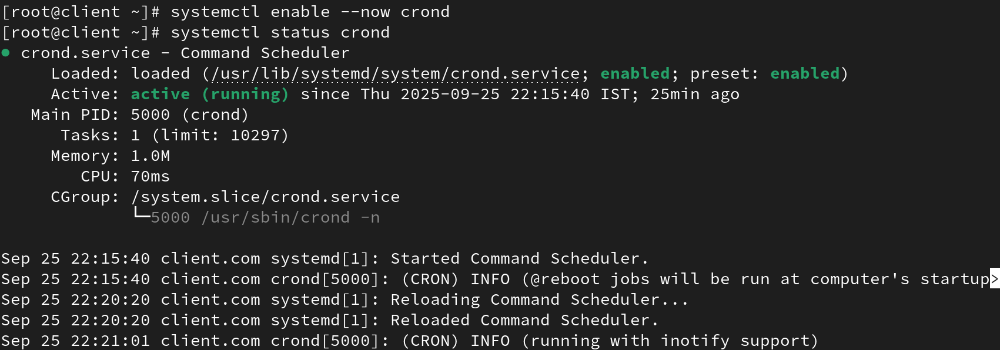 [root@client ~]# systemctl enable --now crond
[root@client ~]# systemctl status crond
● crond.service - Command Scheduler
     Loaded: loaded (/usr/lib/systemd/system/crond.service; enabled; preset: enabled)
     Active: active (running) since Thu 2025-09-25 22:15:40 IST; 25min ago
   Main PID: 5000 (crond)
      Tasks: 1 (limit: 10297)
     Memory: 1.0M
        CPU: 70ms
     CGroup: /system.slice/crond.service
             └─5000 /usr/sbin/crond -n
Sep 25 22:15:40 client.com systemd[1]: Started Command Scheduler.
Sep 25 22:15:40 client.com crond[5000]: (CRON) INFO (@reboot jobs will be run at computer's startup>
Sep 25 22:20:20 client.com systemd[1]: Reloading Command Scheduler...
Sep 25 22:20:20 client.com systemd[1]: Reloaded Command Scheduler.
Sep 25 22:21:01 client.com crond[5000]: (CRON) INFO (running with inotify support)